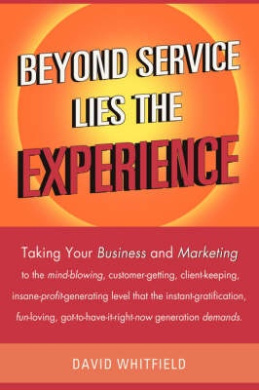 BEYOND SERVICE
LIES THE
EXPERIENCE
Taking Your Business and Marketing
to the mind-blowing, customer-getting, client-keeping,
insane-profit-generating level that the instant-gratification,
fun-loving, got-to-have-it-right-now generation demands.
DAVID WHITFIELD